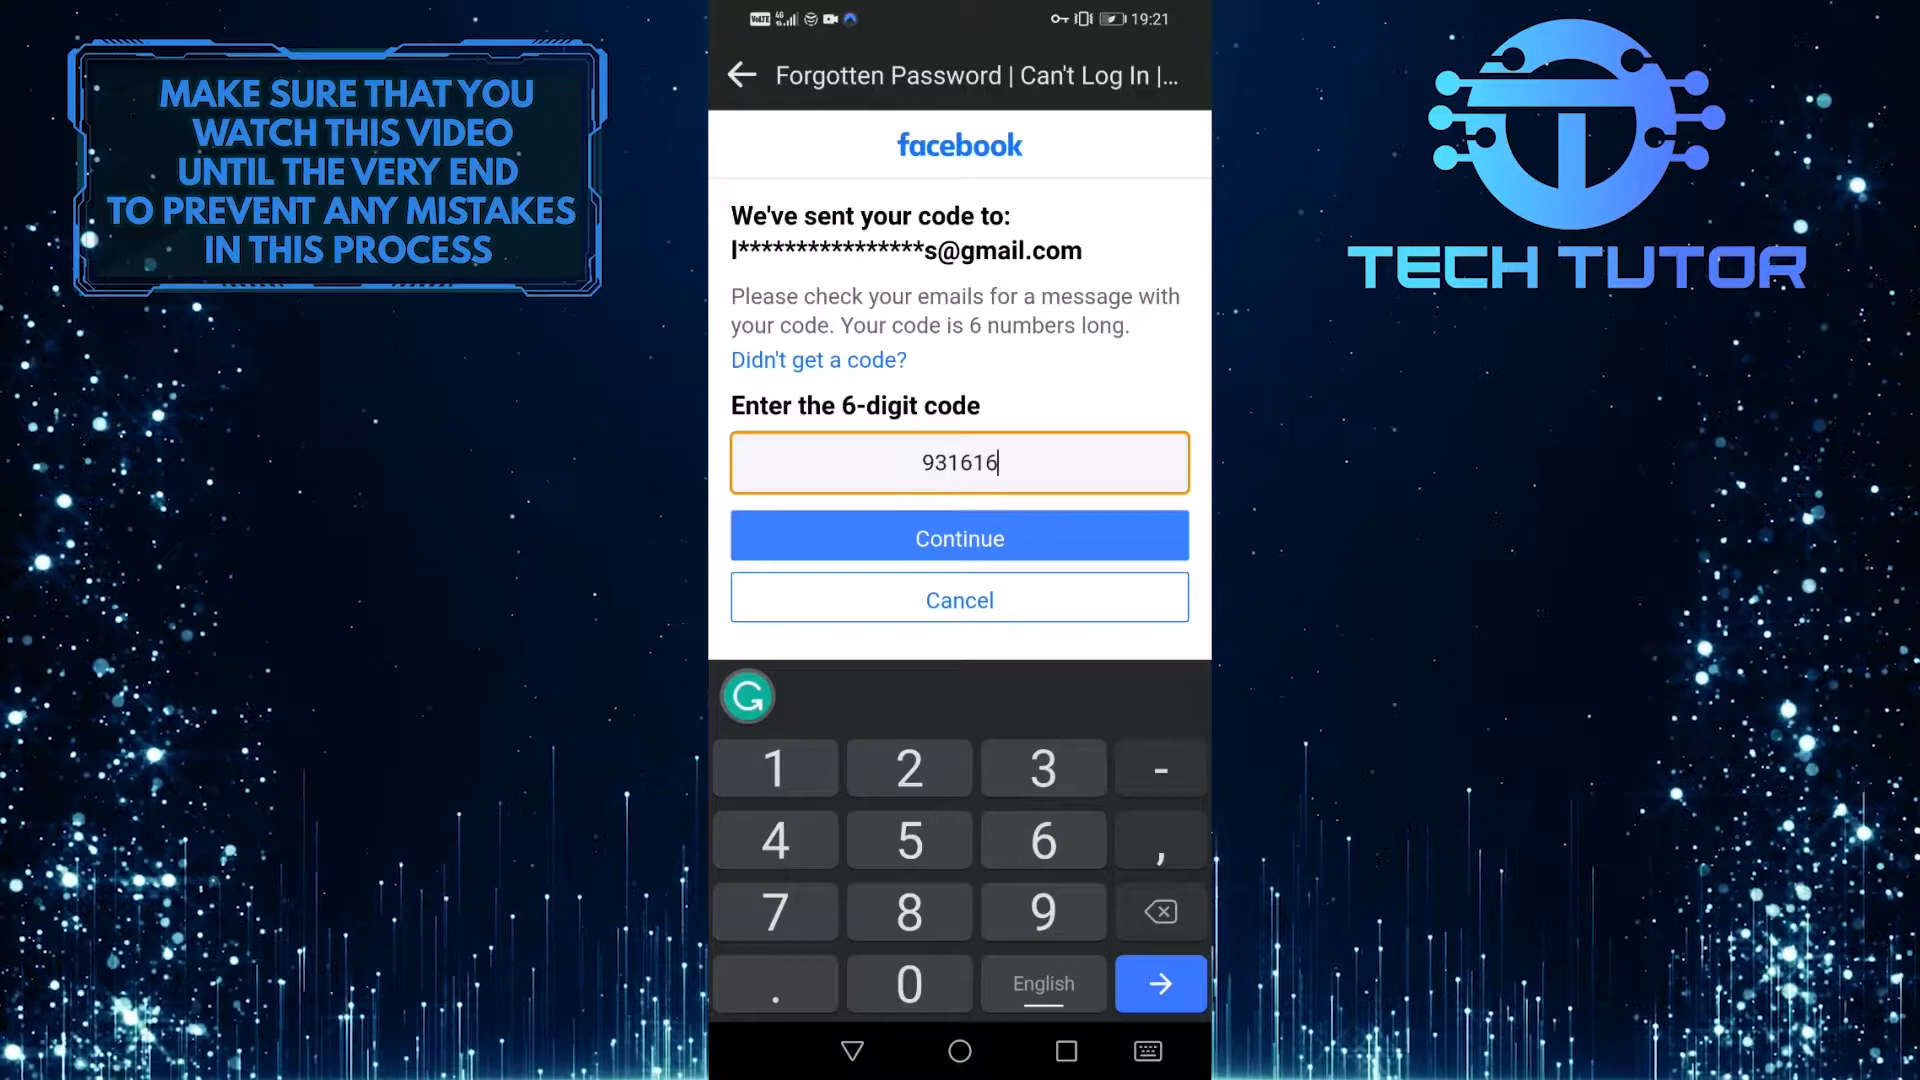 MAKE SURE THAT YOU
WATCH THIS VIDEO
UNTIL THE VERY END
TO PREVENT ANY MISTAKES
IN THIS PROCESS
VoLTE 4G 19:21
Forgotten Password | Can't Log In |...
facebook
We've sent your code to:
l****************s@gmail.com
Please check your emails for a message with
your code. Your code is 6 numbers long.
Didn't get a code?
Enter the 6-digit code
931616
Continue
Cancel
1 2 3 -
4 5 6 ,
7 8 9
. 0 English
TECH TUTOR